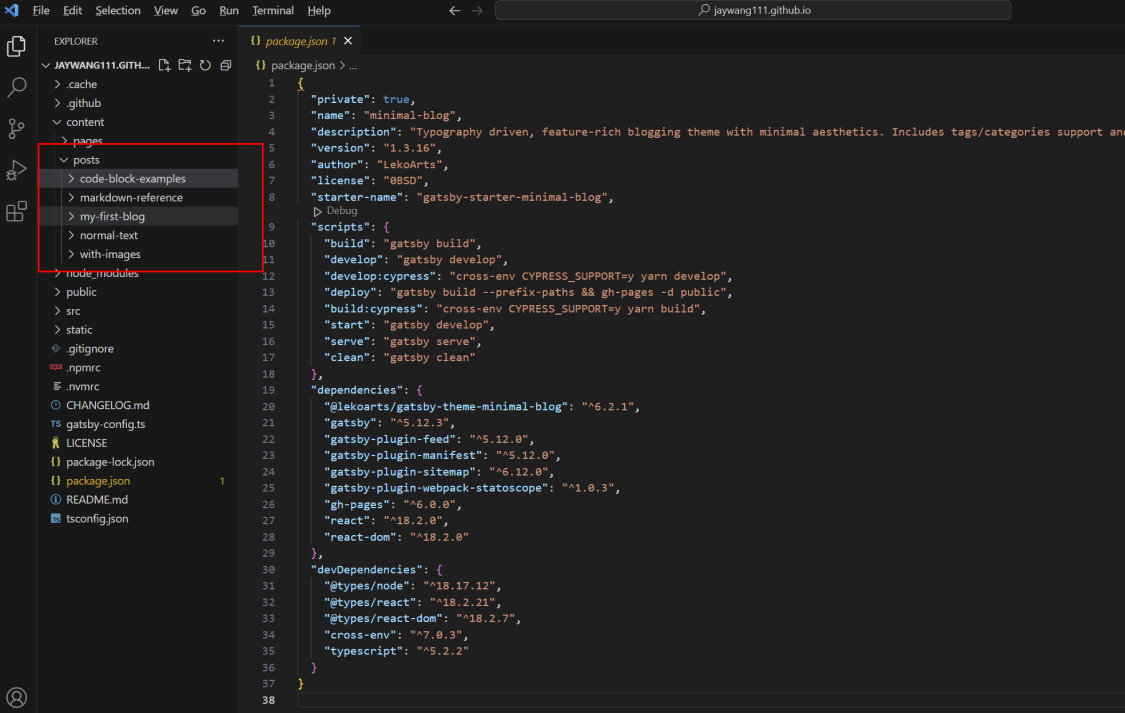 File Edit Selection View Go Run Terminal Help
jaywang111.github.io
EXPLORER
JAYWANG111.GITH...
.cache
.github
content
pages
posts
code-block-examples
markdown-reference
my-first-blog
normal-text
with-images
node_modules
public
src
static
.gitignore
.npmrc
.nvmrc
CHANGELOG.md
TS gatsby-config.ts
LICENSE
{} package-lock.json
{} package.json 1
README.md
tsconfig.json
{} package.json 1
{} package.json > ...
1 {
2 "private": true,
3 "name": "minimal-blog",
4 "description": "Typography driven, feature-rich blogging theme with minimal aesthetics. Includes tags/categories support an
5 "version": "1.3.16",
6 "author": "LekoArts",
7 "license": "0BSD",
8 "starter-name": "gatsby-starter-minimal-blog",
Debug
9 "scripts": {
10 "build": "gatsby build",
11 "develop": "gatsby develop",
12 "develop:cypress": "cross-env CYPRESS_SUPPORT=y yarn develop",
13 "deploy": "gatsby build --prefix-paths && gh-pages -d public",
14 "build:cypress": "cross-env CYPRESS_SUPPORT=y yarn build",
15 "start": "gatsby develop",
16 "serve": "gatsby serve",
17 "clean": "gatsby clean"
18 },
19 "dependencies": {
20 "@lekoarts/gatsby-theme-minimal-blog": "^6.2.1",
21 "gatsby": "^5.12.3",
22 "gatsby-plugin-feed": "^5.12.0",
23 "gatsby-plugin-manifest": "^5.12.0",
24 "gatsby-plugin-sitemap": "^6.12.0",
25 "gatsby-plugin-webpack-statoscope": "^1.0.3",
26 "gh-pages": "^6.0.0",
27 "react": "^18.2.0",
28 "react-dom": "^18.2.0"
29 },
30 "devDependencies": {
31 "@types/node": "^18.17.12",
32 "@types/react": "^18.2.21",
33 "@types/react-dom": "^18.2.7",
34 "cross-env": "^7.0.3",
35 "typescript": "^5.2.2"
36 }
37 }
38